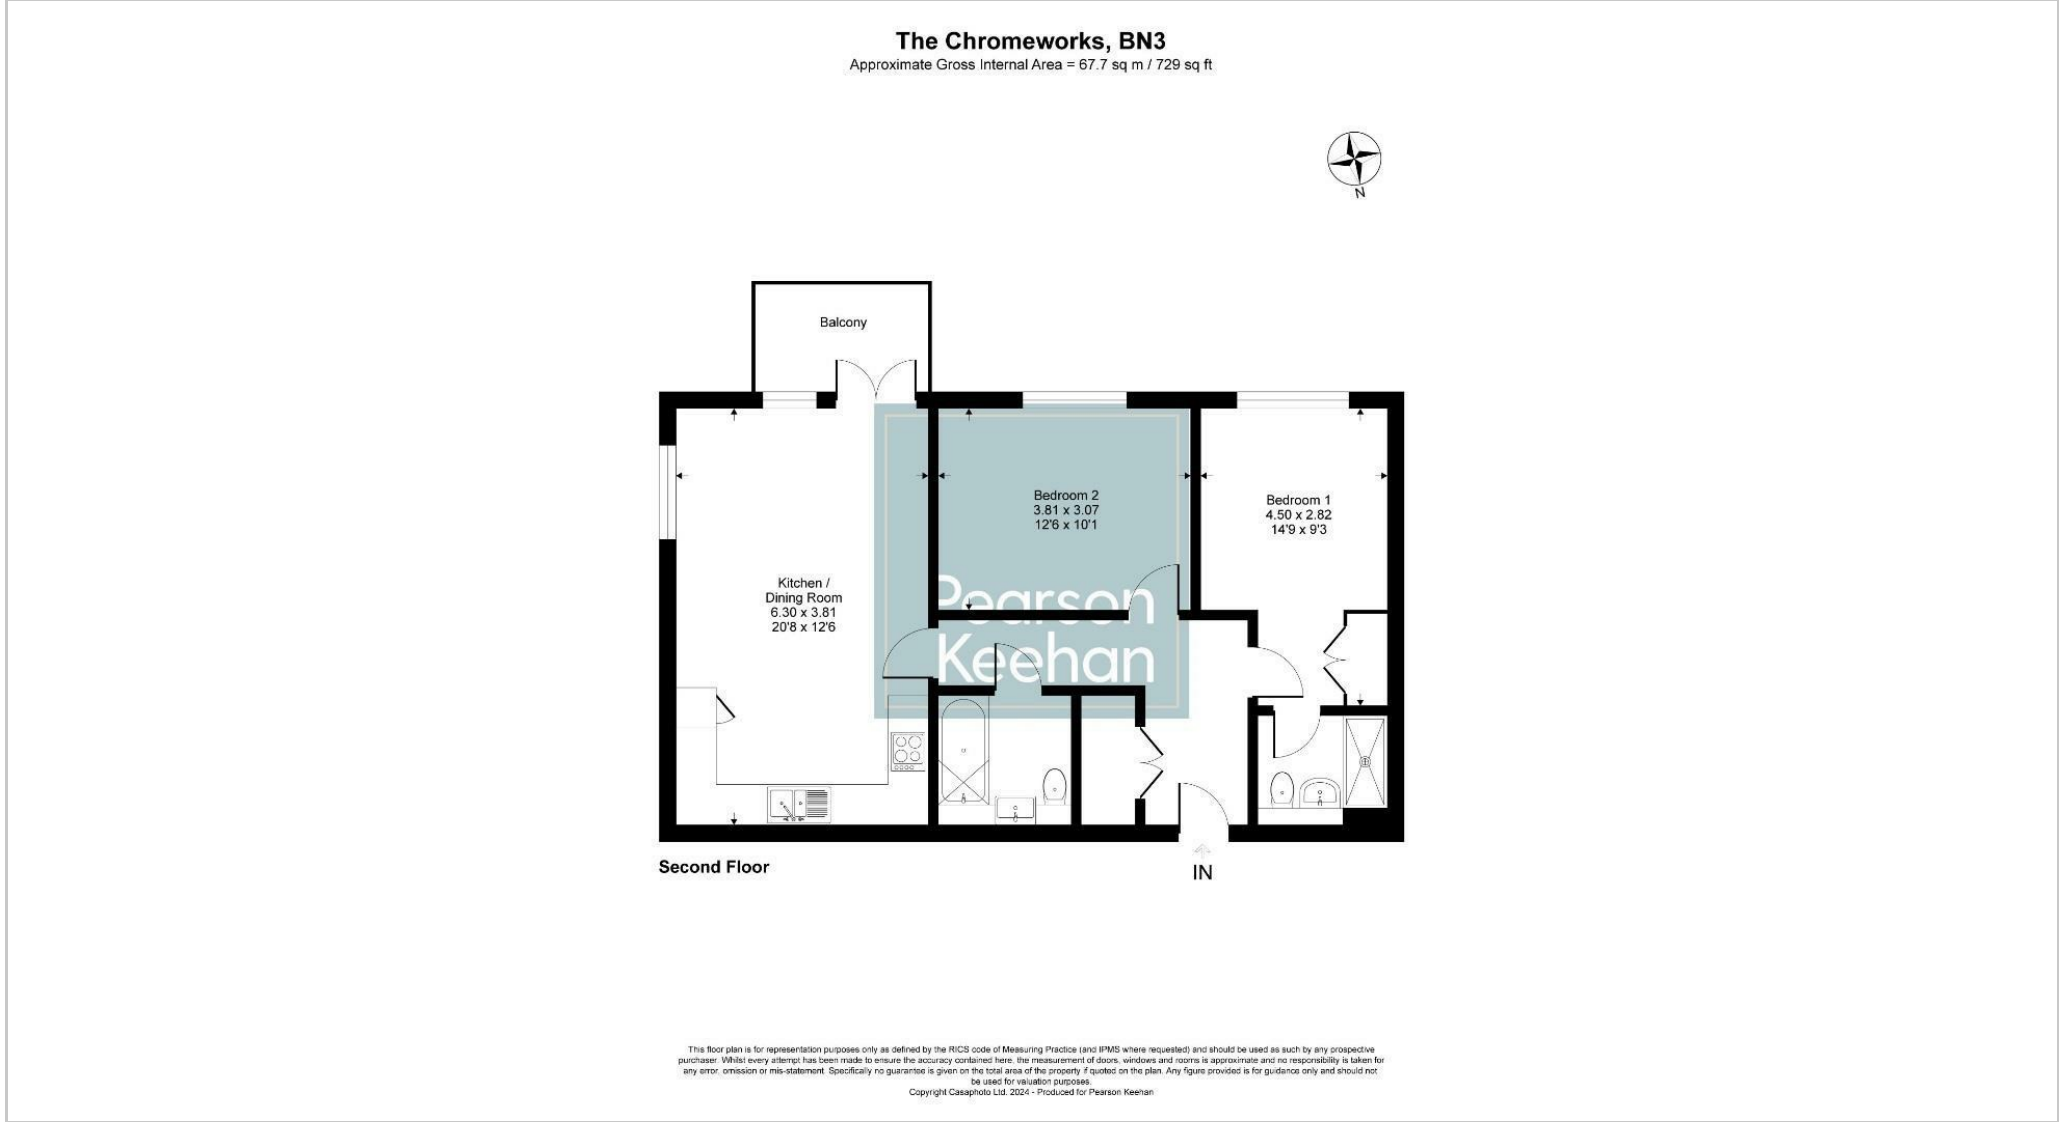 The Chromeworks, BN3
Approximate Gross Internal Area = 67.7 sq m / 729 sq ft
N
Balcony
Bedroom 2
3.81 x 3.07
12'6 x 10'1
Bedroom 1
4.50 x 2.82
14'9 x 9'3
Kitchen /
Dining Room
6.30 x 3.81
20'8 x 12'6
Pearson
Keehan
Second Floor
IN
This floor plan is for representation purposes only as defined by the RICS code of Measuring Practice (and IPMS where requested) and should be used as such by any prospective
purchaser. Whilst every attempt has been made to ensure the accuracy contained here, the measurement of doors, windows and rooms is approximate and no responsibility is taken for
any error, omission or mis-statement. Specifically no guarantee is given on the total area of the property if quoted on the plan. Any figure provided is for guidance only and should not
be used for valuation purposes.
Copyright Casaphoto Ltd. 2024 - Produced for Pearson Keehan